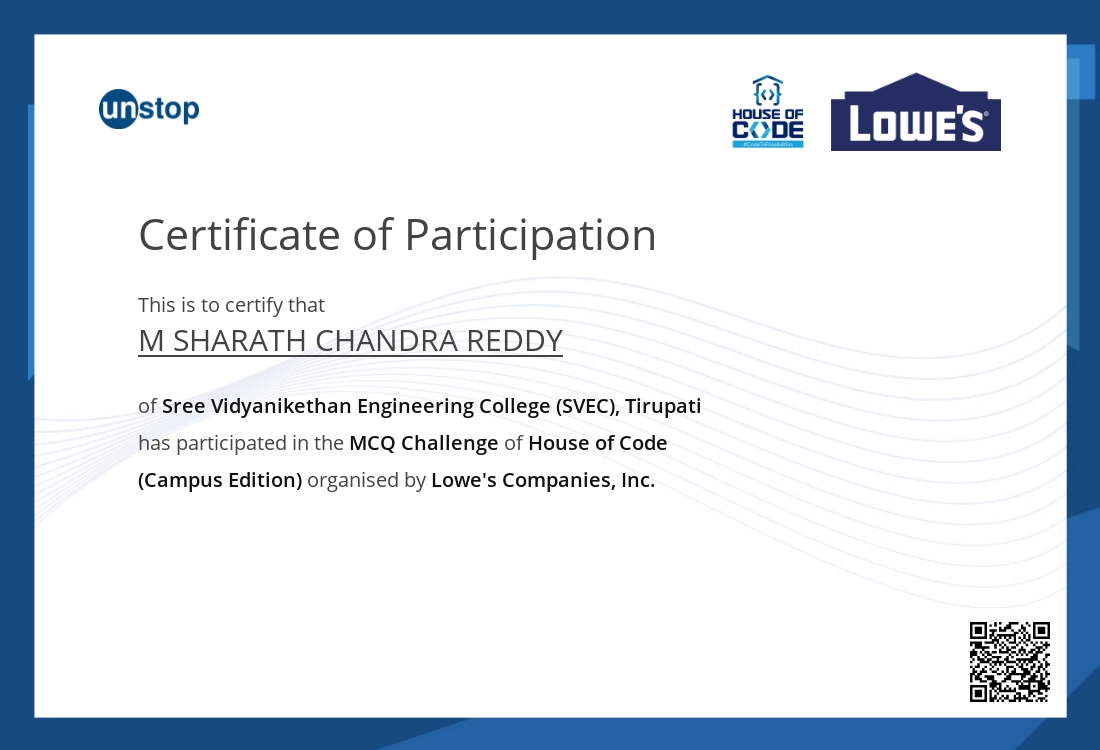 unstop
HOUSE OF
CODE
#CodeToPossibilities
LOWE'S®
Certificate of Participation
This is to certify that
M SHARATH CHANDRA REDDY
of Sree Vidyanikethan Engineering College (SVEC), Tirupati
has participated in the MCQ Challenge of House of Code
(Campus Edition) organised by Lowe's Companies, Inc.